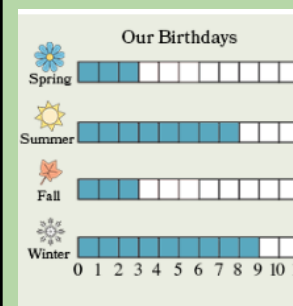 Our Birthdays
Spring
Summer
Fall
Winter
0 1 2 3 4 5 6 7 8 9 10